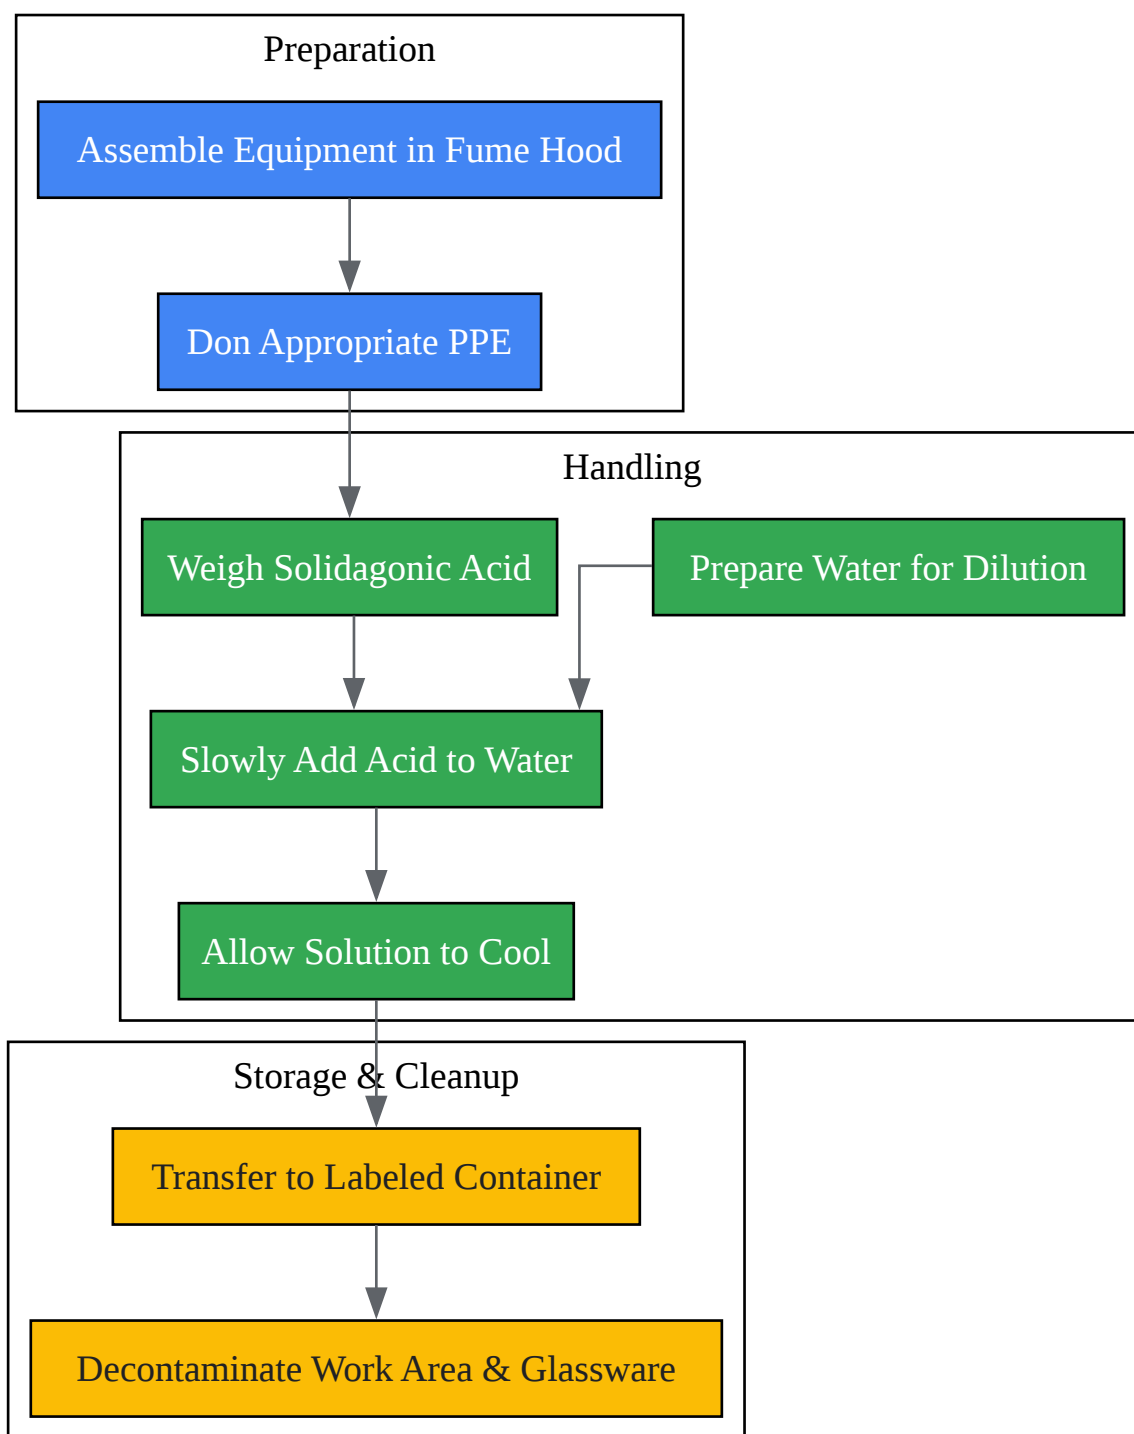 Preparation
Assemble Equipment in Fume Hood
Don Appropriate PPE
Handling
Weigh Solidagonic Acid
Prepare Water for Dilution
Slowly Add Acid to Water
Allow Solution to Cool
Storage & Cleanup
Transfer to Labeled Container
Decontaminate Work Area & Glassware